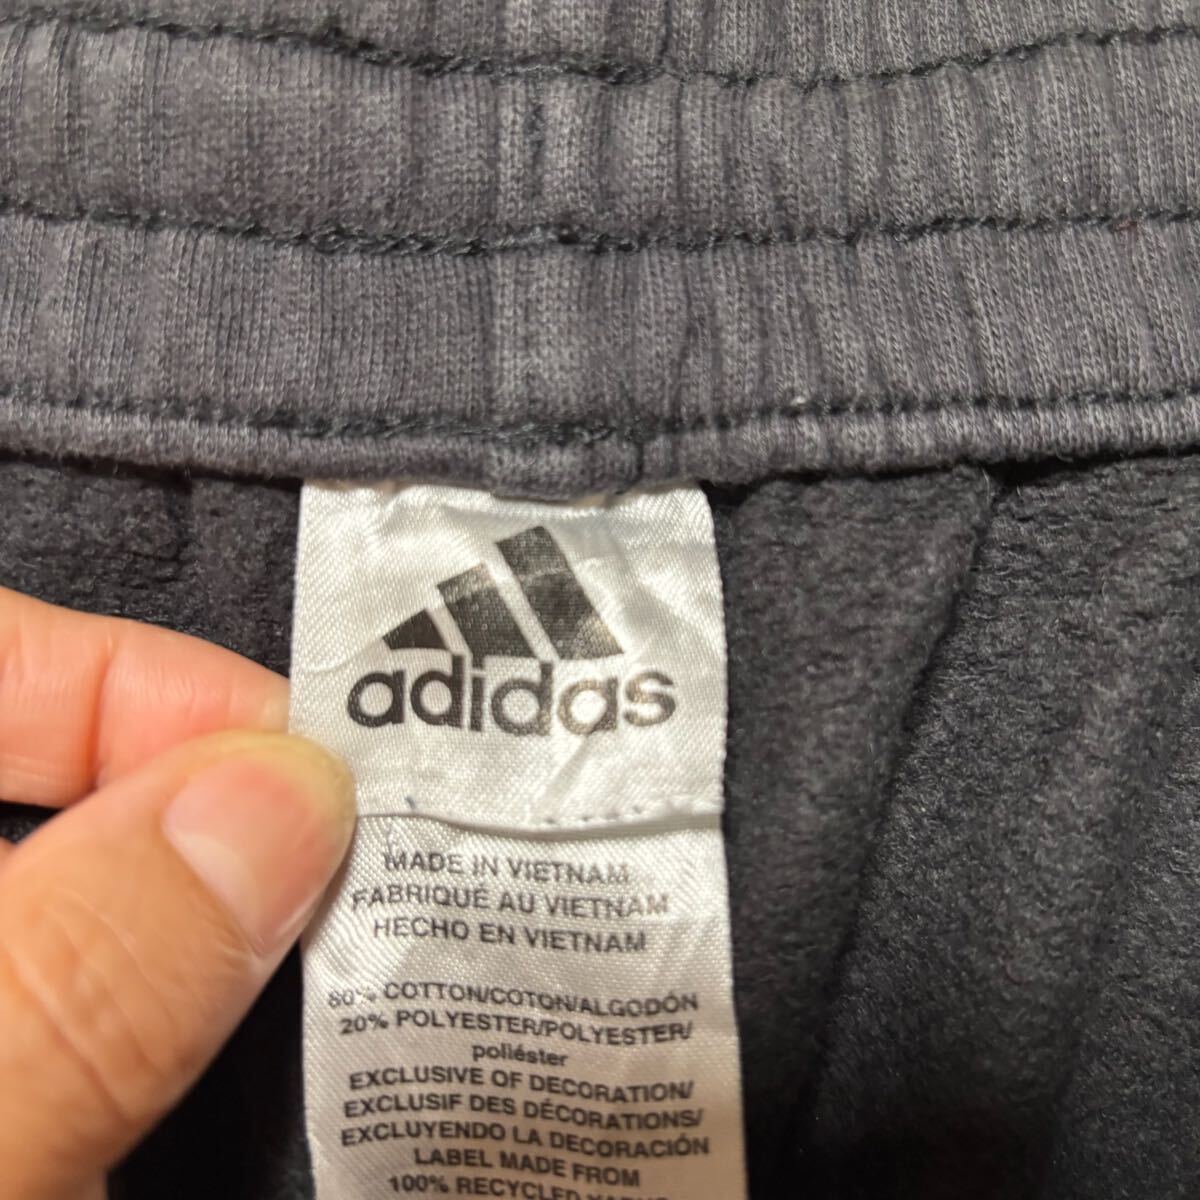 adidas
MADE IN VIETNAM
FABRIQUÉ AU VIETNAM
HECHO EN VIETNAM
80% COTTON/COTON/ALGODÓN
20% POLYESTER/POLYESTER/
poliéster
EXCLUSIVE OF DECORATION/
EXCLUSIF DES DÉCORATIONS/
EXCLUYENDO LA DECORACIÓN
LABEL MADE FROM
100% RECYCLED YARNS